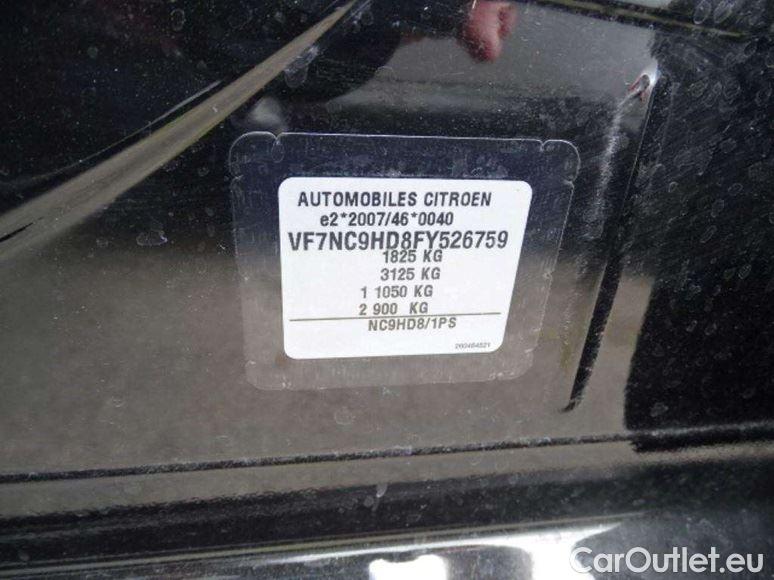 AUTOMOBILES CITROEN
e2*2007/46*0040
VF7NC9HD8FY526759
1825 KG
3125 KG
1 1050 KG
2 900 KG
NC9HD8/1PS
260484521
CarOutlet.eu